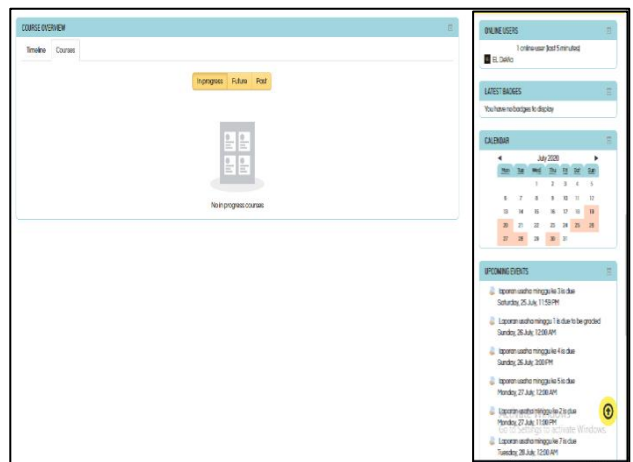 COURSE OVERVIEW
Timeline Courses
In progress Future Past
No in progress courses
ONLINE USERS
1 online user (last 5 minutes)
LATEST BADGES
You have no badges to display
CALENDAR
◀ July 2020 ▶
Mon Tue Wed Thu Fri Sat Sun
1 2 3 4 5
6 7 8 9 10 11 12
13 14 15 16 17 18 19
20 21 22 23 24 25 26
27 28 29 30 31
UPCOMING EVENTS
laporan usaha minggu ke 3 is due
Saturday, 25 July, 11:59 PM
Laporan usaha minggu 1 is due to be graded
Sunday, 26 July, 12:00 AM
laporan usaha minggu ke 4 is due
Sunday, 26 July, 3:00 PM
laporan usaha minggu ke 5 is due
Monday, 27 July, 12:00 AM
Laporan usaha minggu ke 2 is due
Monday, 27 July, 11:00 PM
Activate Windows
Go to Settings to activate Windows.
Laporan usaha minggu ke 7 is due
Tuesday, 28 July, 12:00 AM